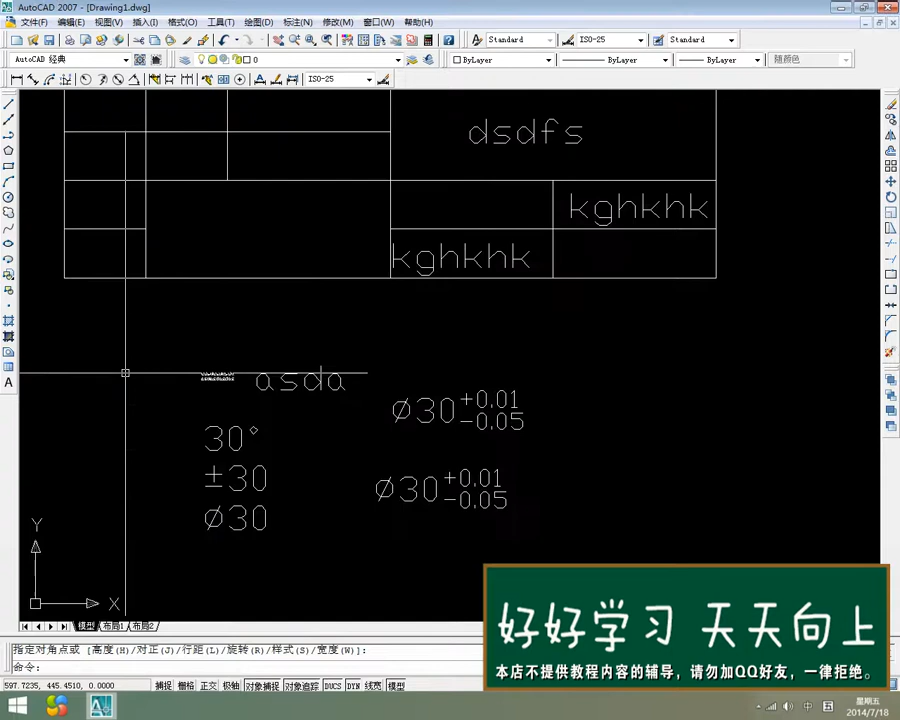 AutoCAD 2007 - [Drawing1.dwg]
文件(F) 编辑(E) 视图(V) 插入(I) 格式(O) 工具(T) 绘图(D) 标注(N) 修改(M) 窗口(W) 帮助(H)
Standard ISO-25 Standard
AutoCAD 经典 0 ByLayer ByLayer ByLayer 随颜色
ISO-25
dsdfs
kghkhk
kghkhk
asda
Ø30 +0.01
-0.05
30°
±30
Ø30 +0.01
-0.05
Ø30
Y
X
模型 布局1 布局2
指定对角点或 [高度(H)/对正(J)/行距(L)/旋转(R)/样式(S)/宽度(W)]:
命令:
597.7235, 445.4510, 0.0000 捕捉 栅格 正交 极轴 对象捕捉 对象追踪 DUCS DYN 线宽 模型
好好学习 天天向上
本店不提供教程内容的辅导，请勿加QQ好友，一律拒绝。
中
五
星期五
2014/7/18